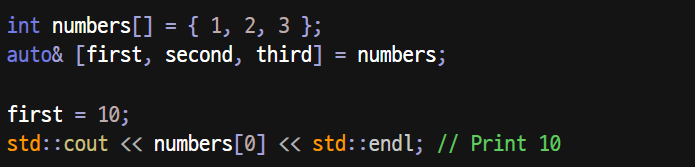 int numbers[] = { 1, 2, 3 };
auto& [first, second, third] = numbers;
first = 10;
std::cout << numbers[0] << std::endl; // Print 10